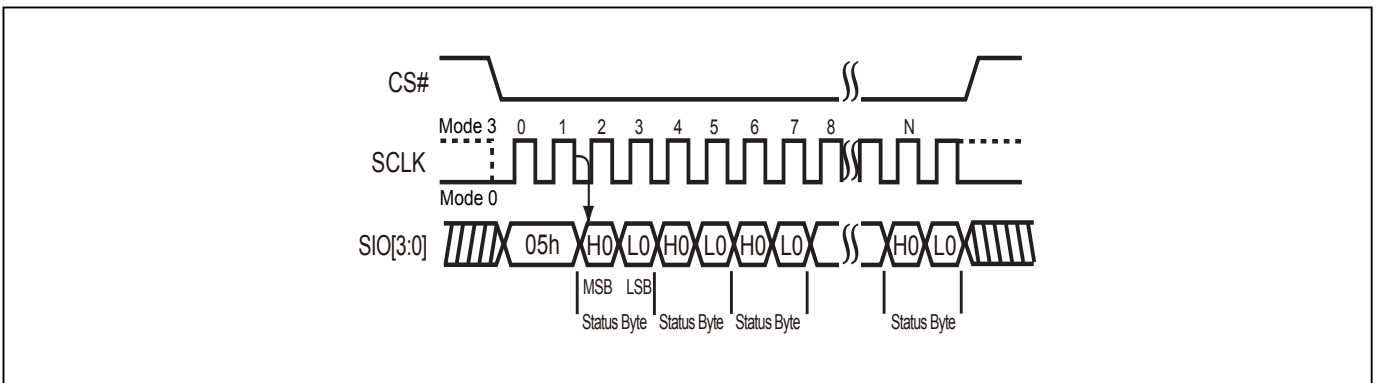 CS#
Mode 3 0 1 2 3 4 5 6 7 8 N
SCLK
Mode 0
SIO[3:0] 05h H0 L0 H0 L0 H0 L0 H0 L0
MSB LSB
Status Byte Status Byte Status Byte Status Byte